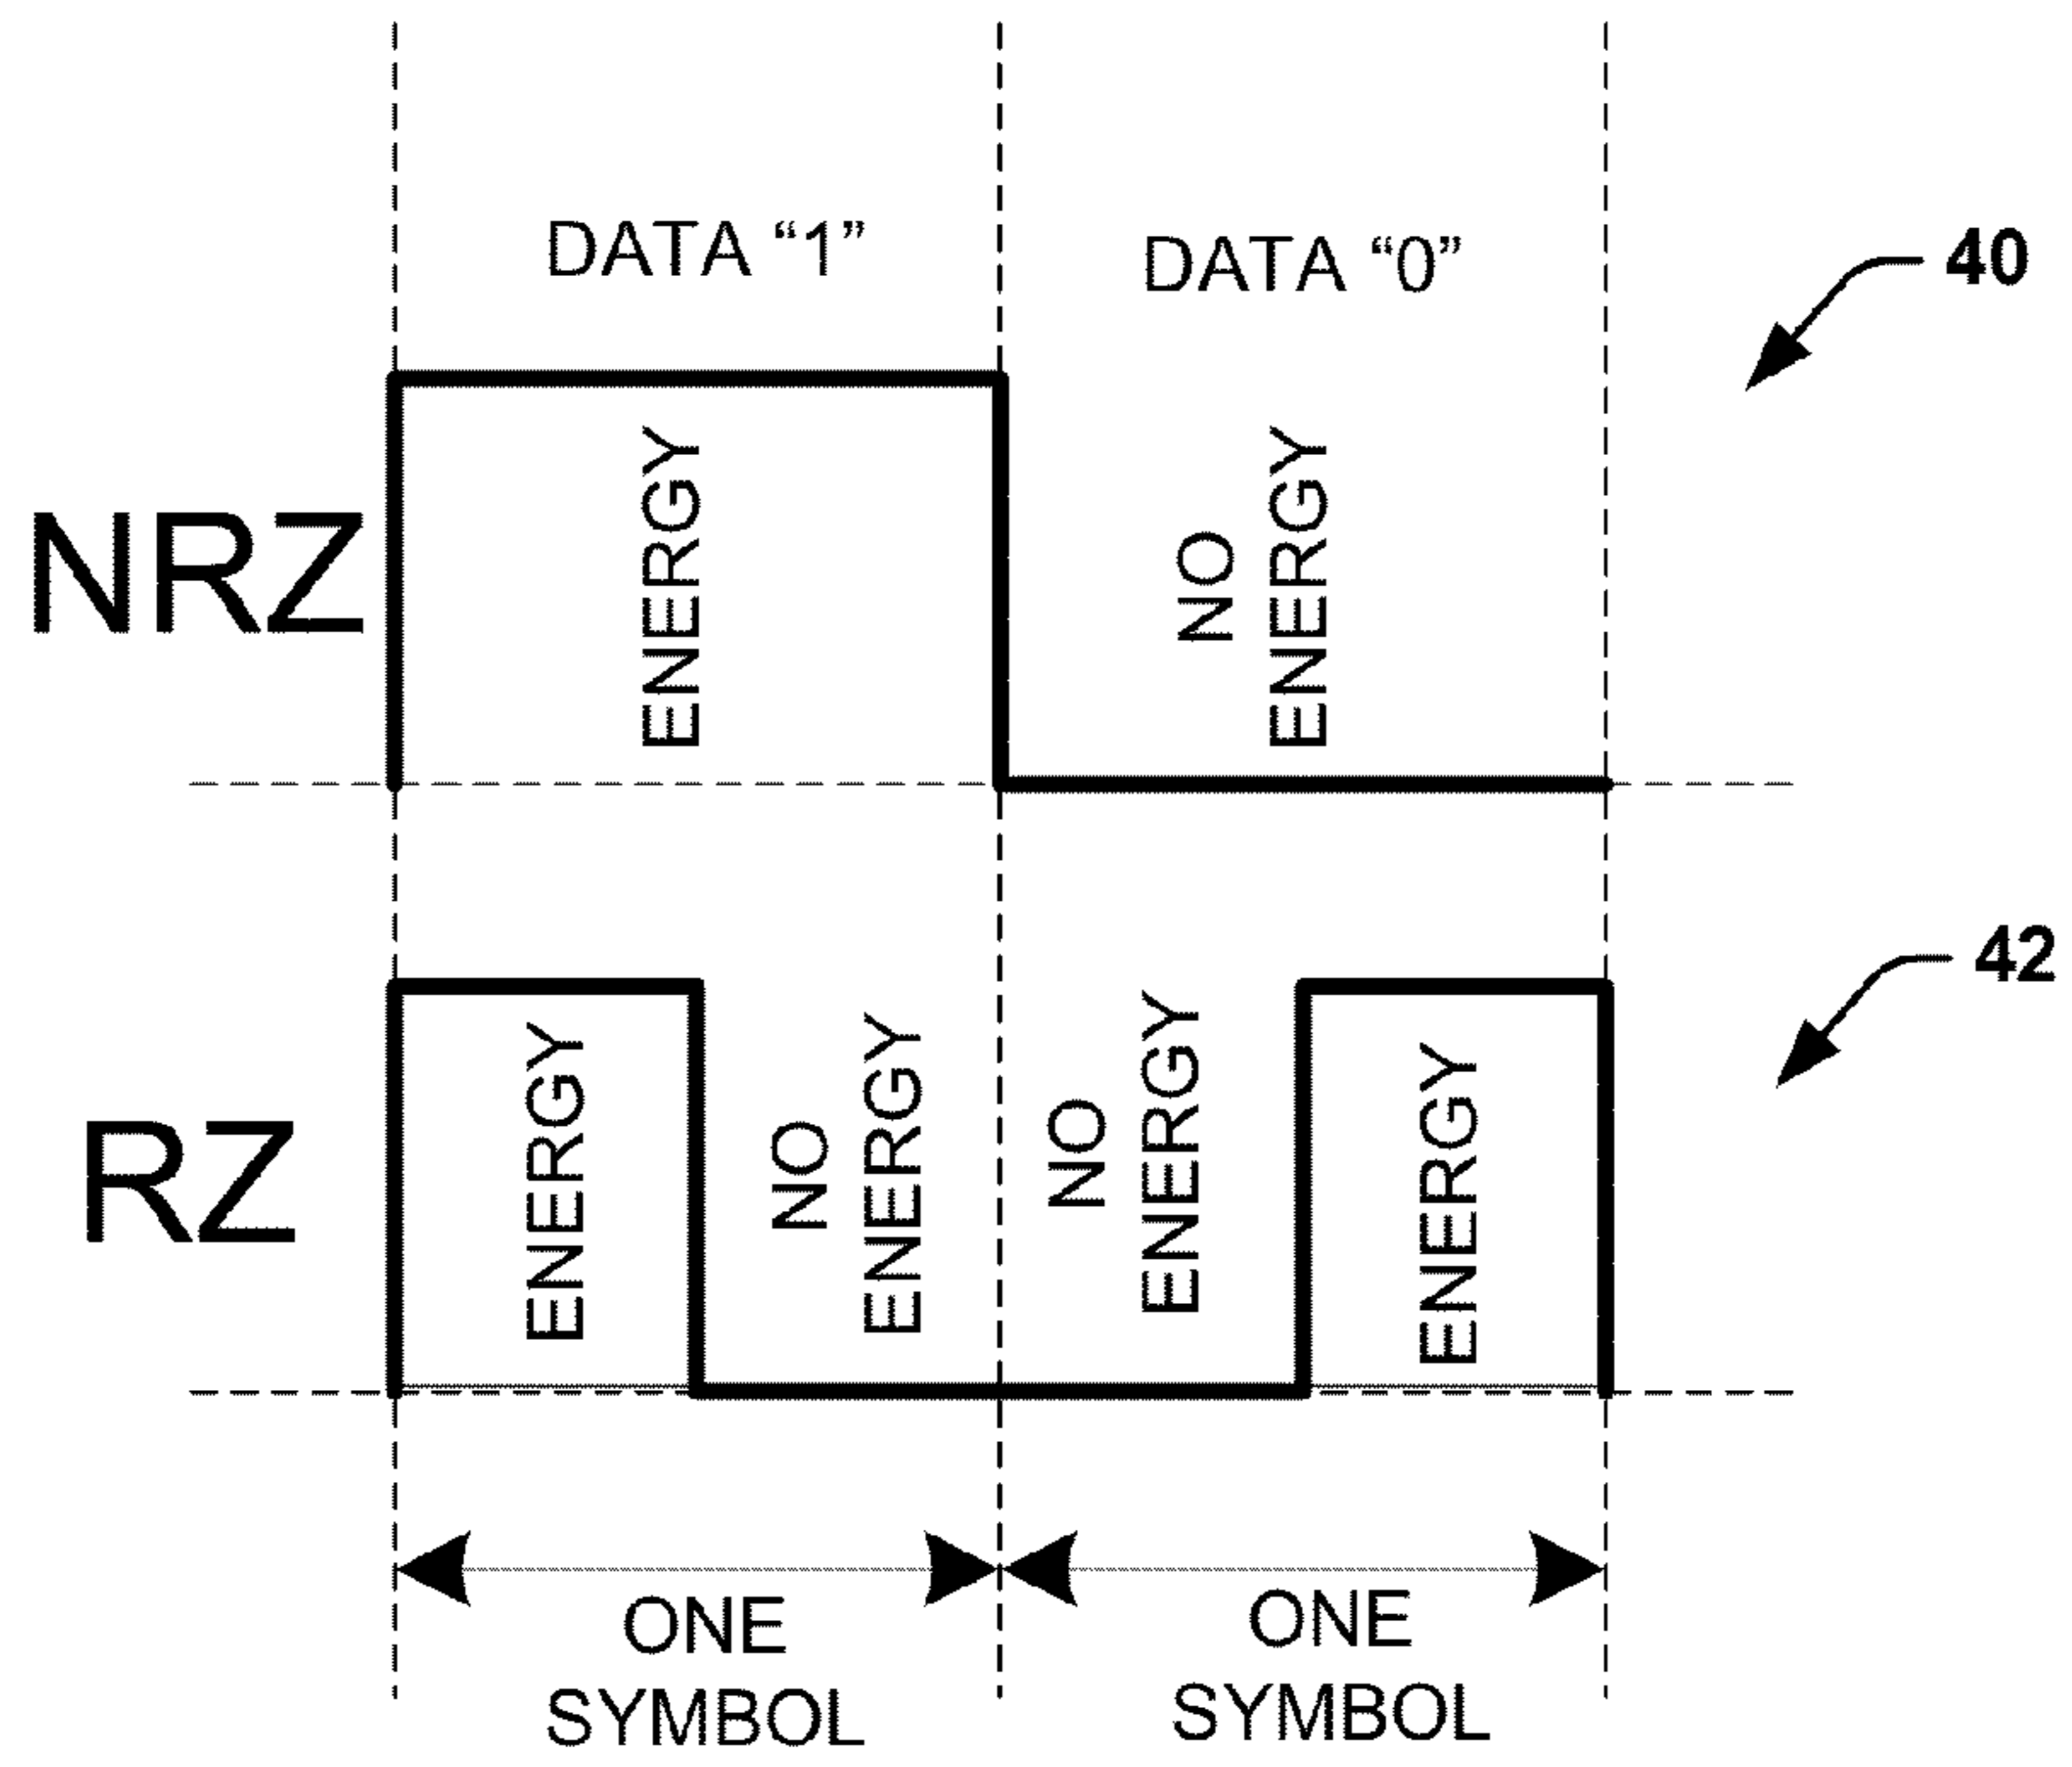 DATA “1”
DATA “0”
40
NRZ
ENERGY
NO
ENERGY
42
RZ
ENERGY
NO
ENERGY
NO
ENERGY
ENERGY
ONE
SYMBOL
ONE
SYMBOL